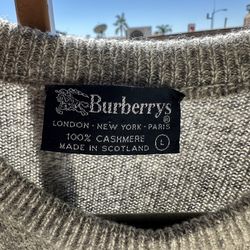 Burberrys
®
LONDON - NEW YORK - PARIS
100% CASHMERE
MADE IN SCOTLAND
L